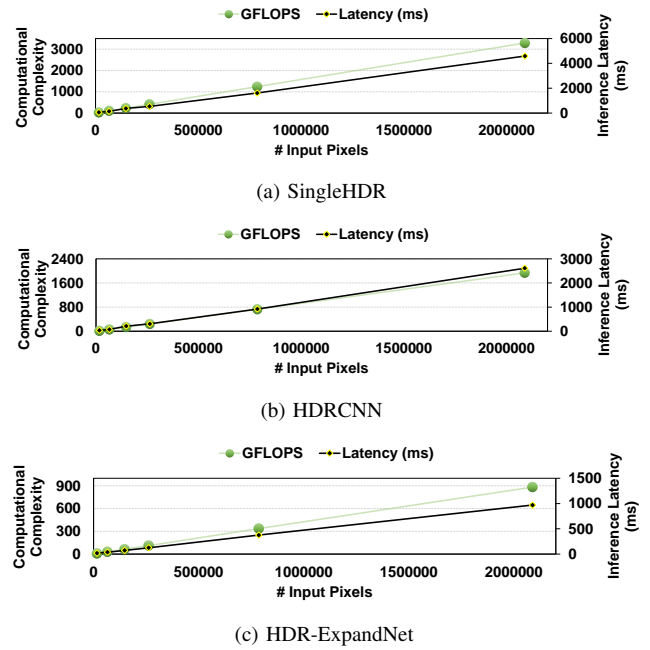 GFLOPS Latency (ms)
Computational Complexity
3000
2000
1000
0
6000
4000
2000
0
Inference Latency (ms)
0 500000 1000000 1500000 2000000
# Input Pixels
(a) SingleHDR
GFLOPS Latency (ms)
Computational Complexity
2400
1600
800
0
3000
2000
1000
0
Inference Latency (ms)
0 500000 1000000 1500000 2000000
# Input Pixels
(b) HDRCNN
GFLOPS Latency (ms)
Computational Complexity
900
600
300
0
1500
1000
500
0
Inference Latency (ms)
0 500000 1000000 1500000 2000000
# Input Pixels
(c) HDR-ExpandNet